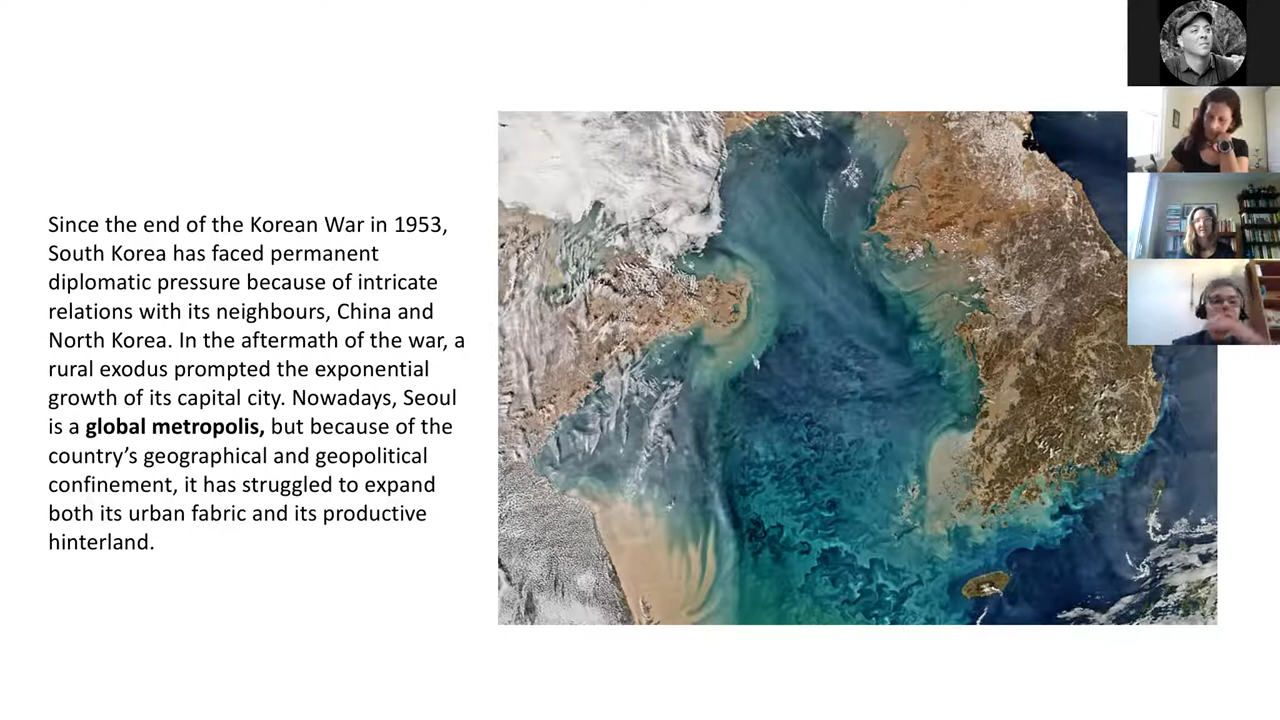 Since the end of the Korean War in 1953,
South Korea has faced permanent
diplomatic pressure because of intricate
relations with its neighbours, China and
North Korea. In the aftermath of the war, a
rural exodus prompted the exponential
growth of its capital city. Nowadays, Seoul
is a global metropolis, but because of the
country’s geographical and geopolitical
confinement, it has struggled to expand
both its urban fabric and its productive
hinterland.